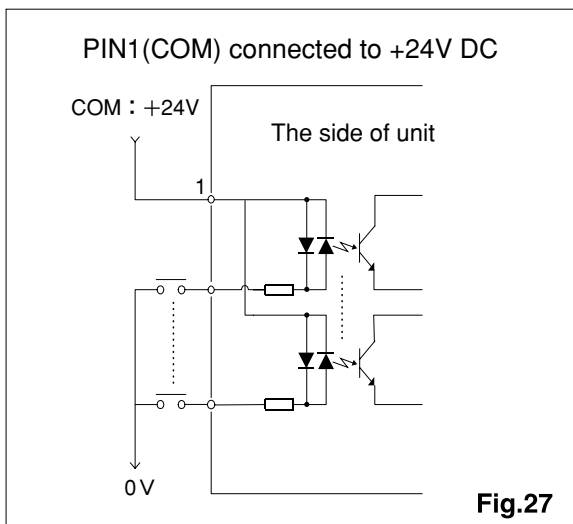 PIN1(COM) connected to +24V DC
COM：+24V
The side of unit
1
0V
Fig.27